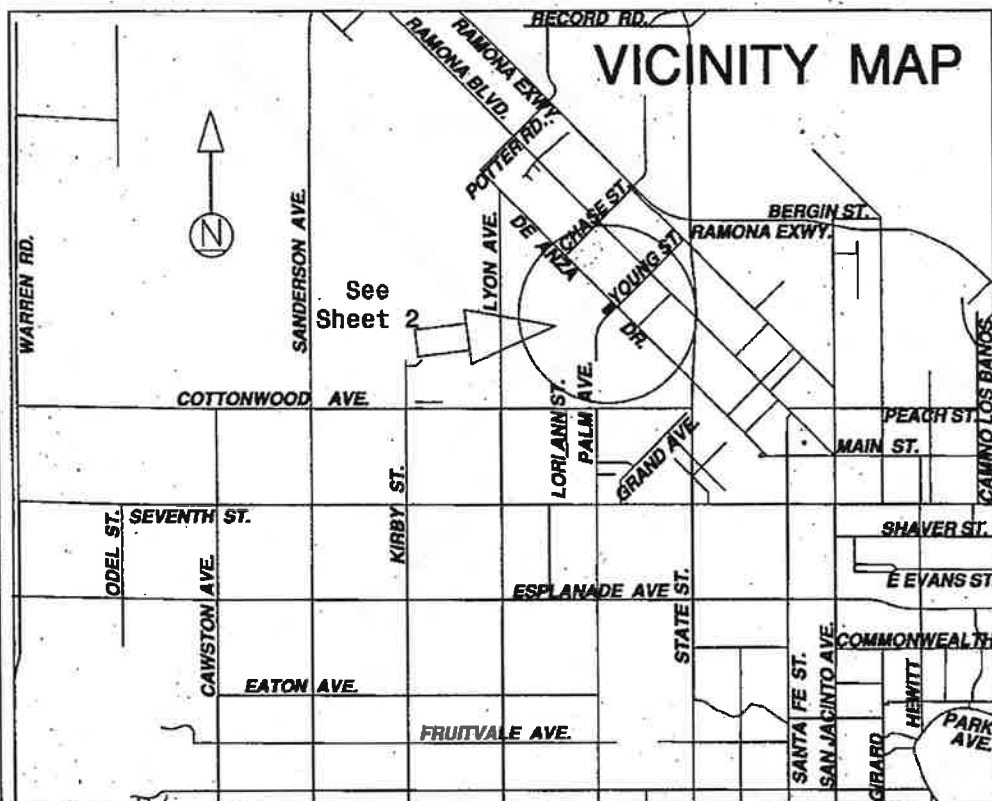 RECORD RD.
VICINITY MAP
RAMONA EXWY.
RAMONA BLVD.
POTTER RD.
CHASE ST.
BERGIN ST.
RAMONA EXWY.
DE ANZA
YOUNG ST.
DR.
LYON AVE.
N
See
Sheet 2
WARREN RD.
SANDERSON AVE.
CAMINO LOS BANOS
COTTONWOOD AVE.
LORI ANN ST.
PALM AVE.
GRAND AVE.
PEACH ST.
MAIN ST.
KIRBY ST.
ODEL ST.
SEVENTH ST.
SHAVER ST.
E EVANS ST
ESPLANADE AVE ST.
CAWSTON AVE.
STATE ST.
COMMONWEALTH
EATON AVE.
SANTA FE ST.
SAN JACINTO AVE.
GIRARD
HEWITT
PARK
AVE.
FRUITVALE AVE.